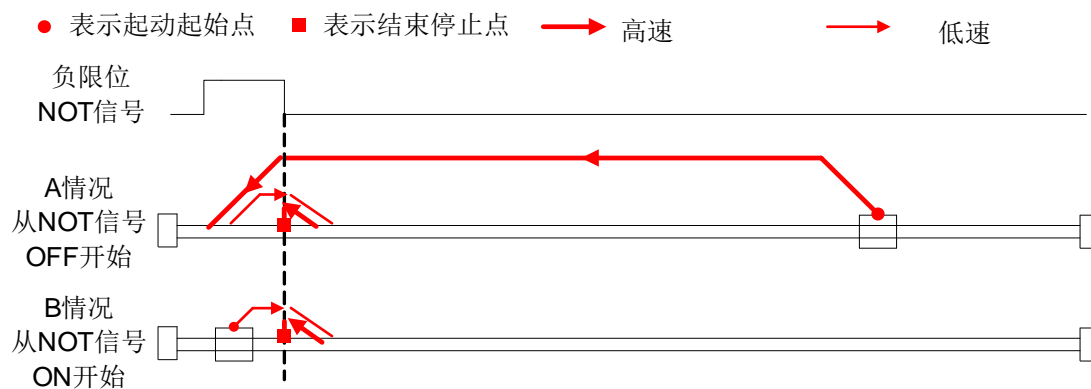 表示起动起始点 表示结束停止点 高速 低速
负限位
NOT信号
A情况
从NOT信号
OFF开始
B情况
从NOT信号
ON开始